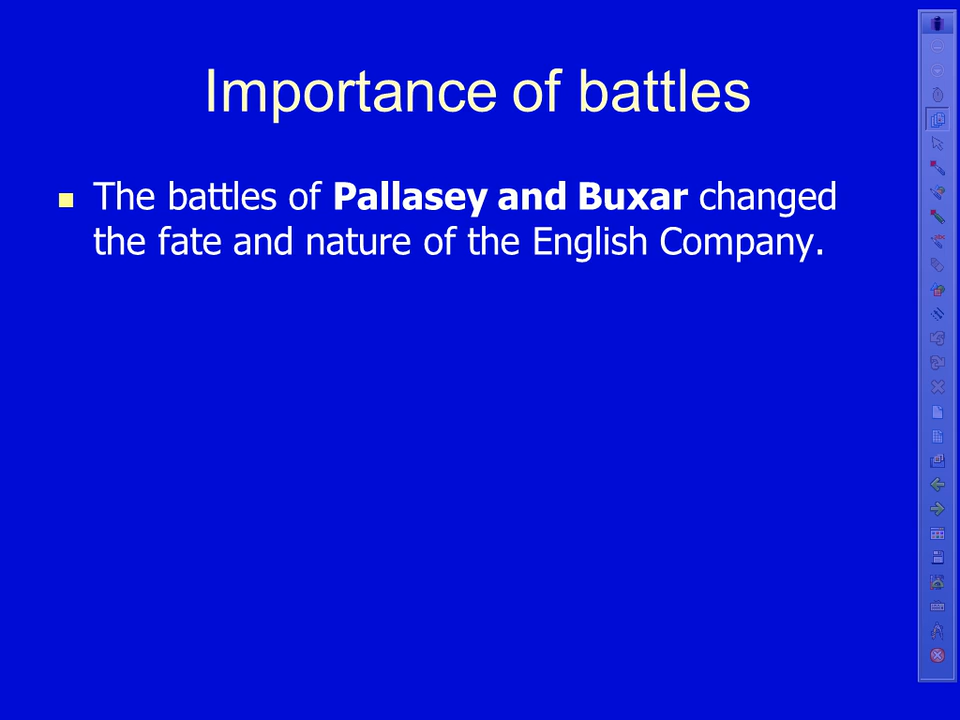 Importance of battles
The battles of Pallasey and Buxar changed
the fate and nature of the English Company.